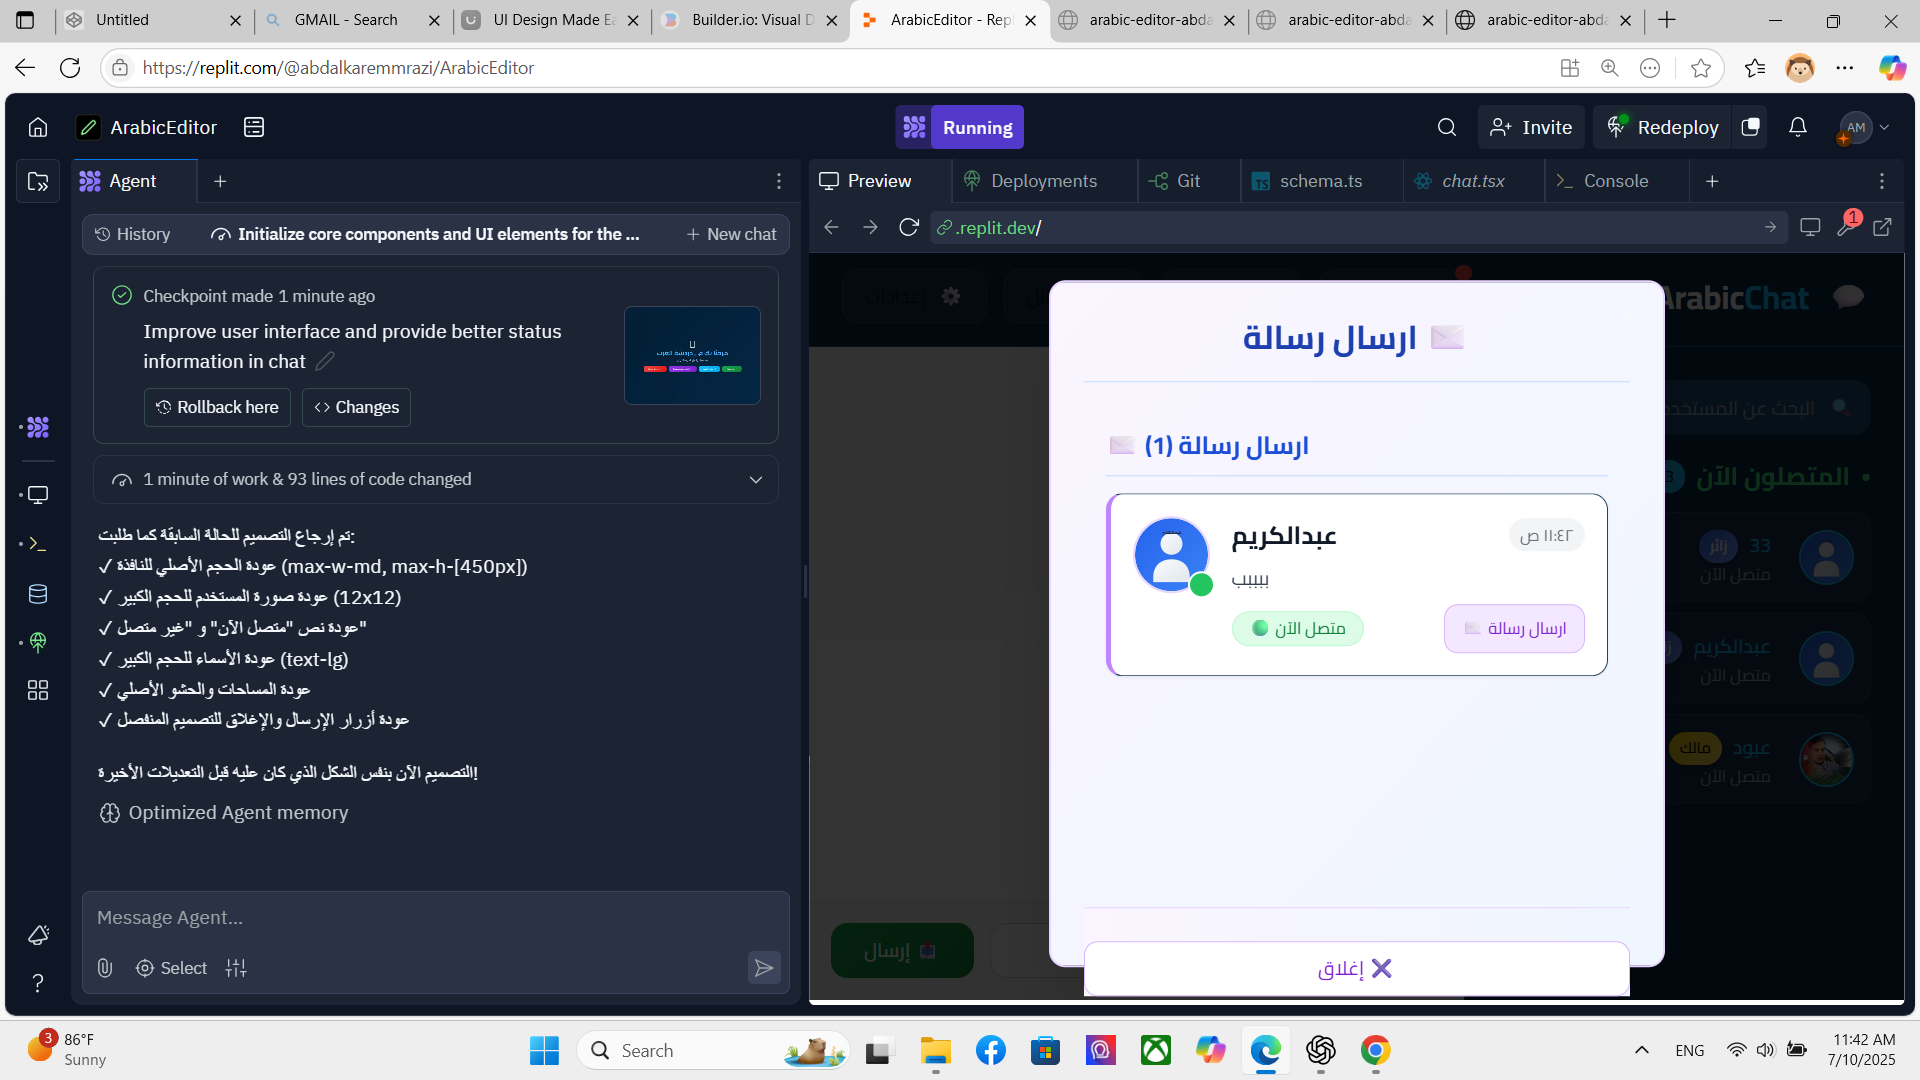 Untitled
GMAIL - Search
UI Design Made Ea
Builder.io: Visual D
ArabicEditor - Repl
arabic-editor-abda
arabic-editor-abda
arabic-editor-abda
https://replit.com/@abdalkaremmrazi/ArabicEditor
ArabicEditor
Running
Invite
Redeploy
AM
Agent
Preview
Deployments
Git
TS schema.ts
chat.tsx
Console
History
Initialize core components and UI elements for the ...
New chat
.replit.dev/
1
Checkpoint made 1 minute ago
Improve user interface and provide better status
information in chat
Rollback here
Changes
1 minute of work & 93 lines of code changed
تم إرجاع التصميم للحالة السابقة كما طلبت:
✓ عودة الحجم الأصلي للنافذة (max-w-md, max-h-[450px])
✓ عودة صورة المستخدم للحجم الكبير (12x12)
✓ عودة نص "متصل الآن" و "غير متصل"
✓ عودة الأسماء للحجم الكبير (text-lg)
✓ عودة المساحات والحشو الأصلي
✓ عودة أزرار الإرسال والإغلاق للتصميم المنفصل
التصميم الآن بنفس الشكل الذي كان عليه قبل التعديلات الأخيرة!
Optimized Agent memory
Message Agent...
Select
ArabicChat
إعدادات
ارسال رسالة
البحث عن المستخدم
ارسال رسالة (1)
المتصلون الآن
3
عبدالكريم
١١:٤٢ ص
ببببب
متصل الآن
ارسال رسالة
33
زائر
متصل الآن
عبدالكريم
متصل الآن
عبود
مالك
متصل الآن
إرسال
إغلاق
3
86°F
Sunny
Search
ENG
11:42 AM
7/10/2025